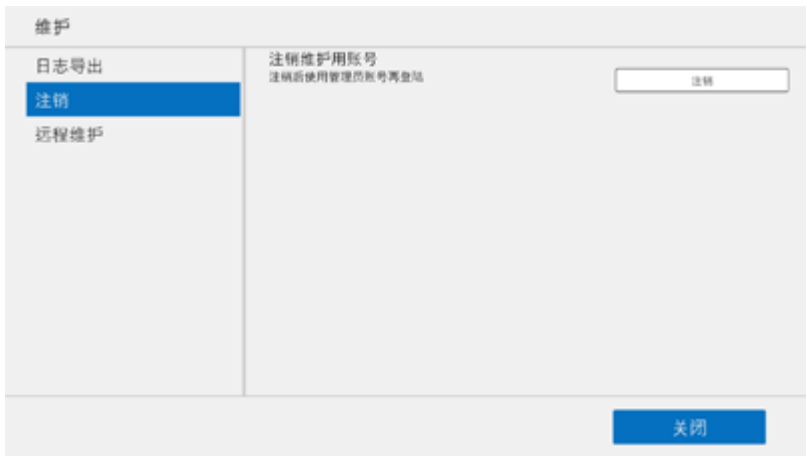 维护
日志导出
注销
远程维护
注销维护用账号
注销后使用管理员账号再登陆
注销
关闭